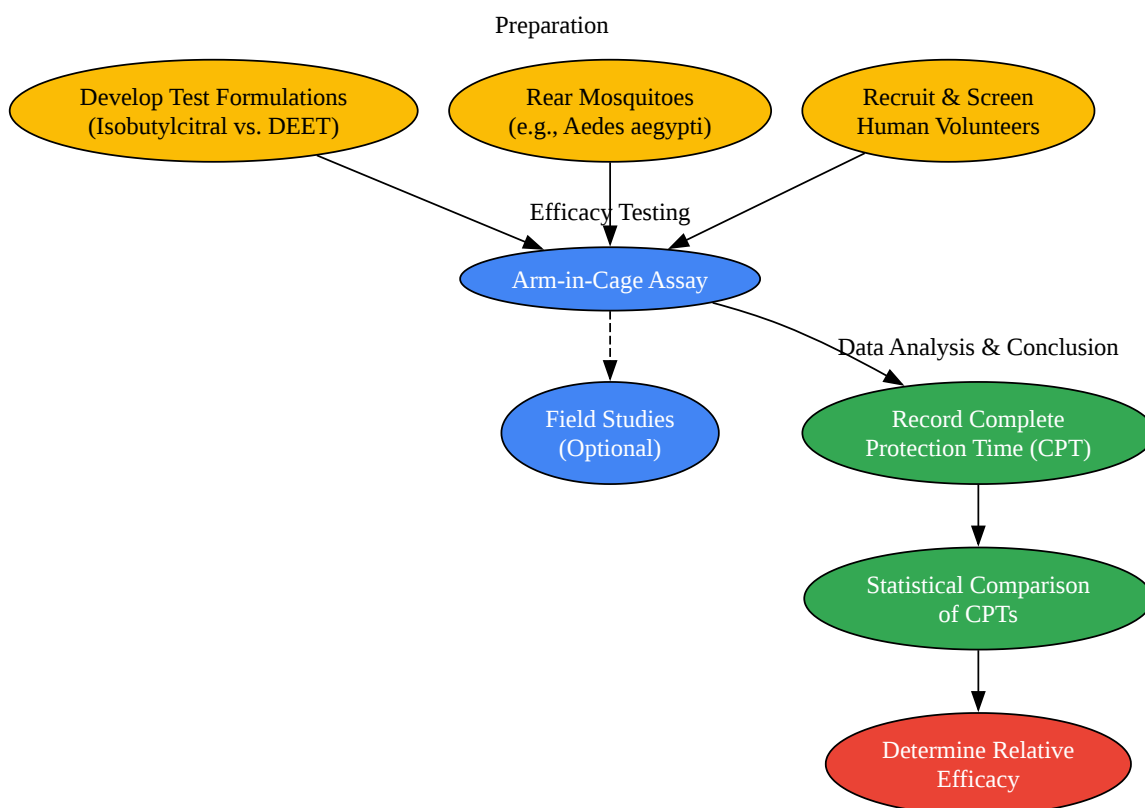 Preparation
Develop Test Formulations
(Isobutylcitral vs. DEET)
Rear Mosquitoes
(e.g., Aedes aegypti)
Recruit & Screen
Human Volunteers
Efficacy Testing
Arm-in-Cage Assay
Data Analysis & Conclusion
Field Studies
(Optional)
Record Complete
Protection Time (CPT)
Statistical Comparison
of CPTs
Determine Relative
Efficacy